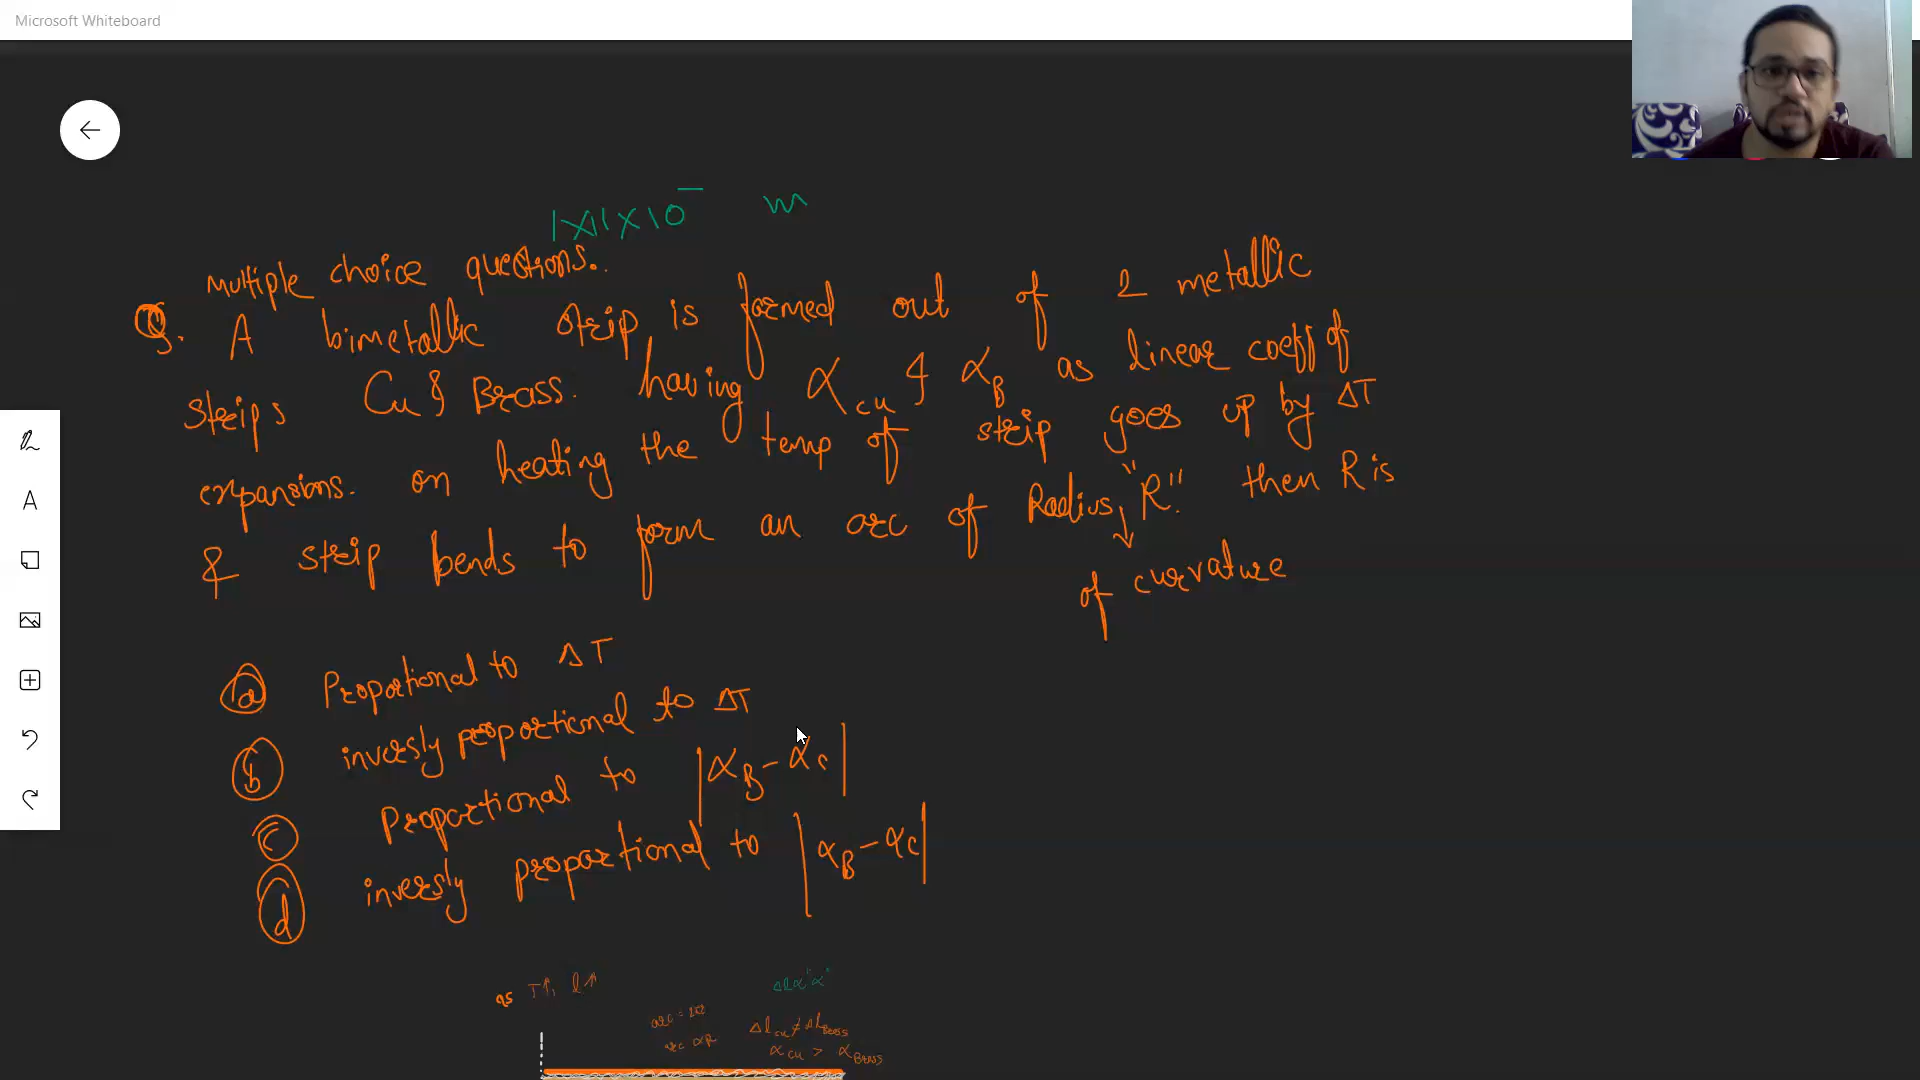 Microsoft Whiteboard
1x11x10⁻ m
Multiple choice questions.
Q. A bimetallic strip is formed out of 2 metallic
strips Cu & Brass. having α_cu & α_B as linear coeff of
expansions. on heating the temp of strip goes up by ΔT
& strip bends to form an arc of Radius "R". then R is
of curvature
(a) Proportional to ΔT
(b) inversly proportional to ΔT
(c) Proportional to |α_B - α_c|
(d) inversly proportional to |α_B - α_c|
as T↑, l↑
Δl α "α"
arc α R
Δl_cu ≠ Δl_Brass
α_cu > α_Brass
A